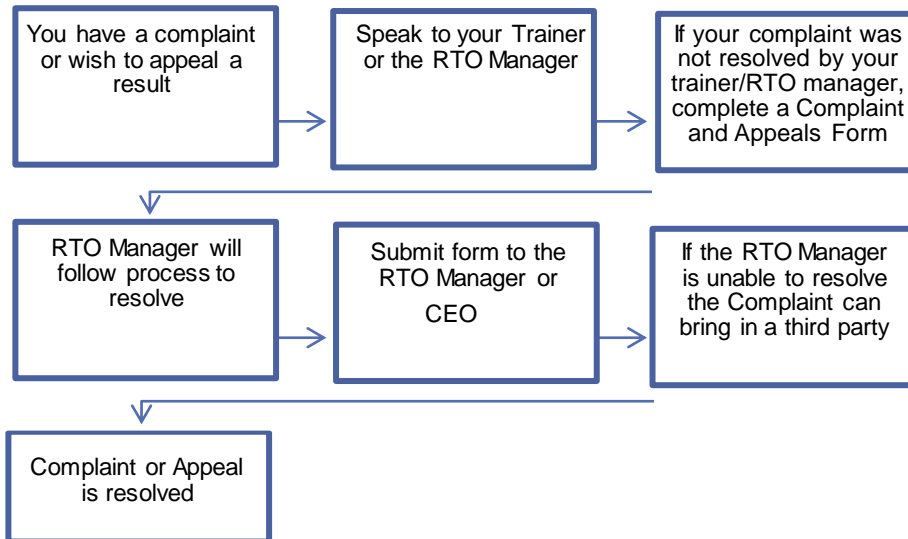 You have a complaint
or wish to appeal a
result
Speak to your Trainer
or the RTO Manager
If your complaint was
not resolved by your
trainer/RTO manager,
complete a Complaint
and Appeals Form
RTO Manager will
follow process to
resolve
Submit form to the
RTO Manager or
CEO
If the RTO Manager
is unable to resolve
the Complaint can
bring in a third party
Complaint or Appeal
is resolved